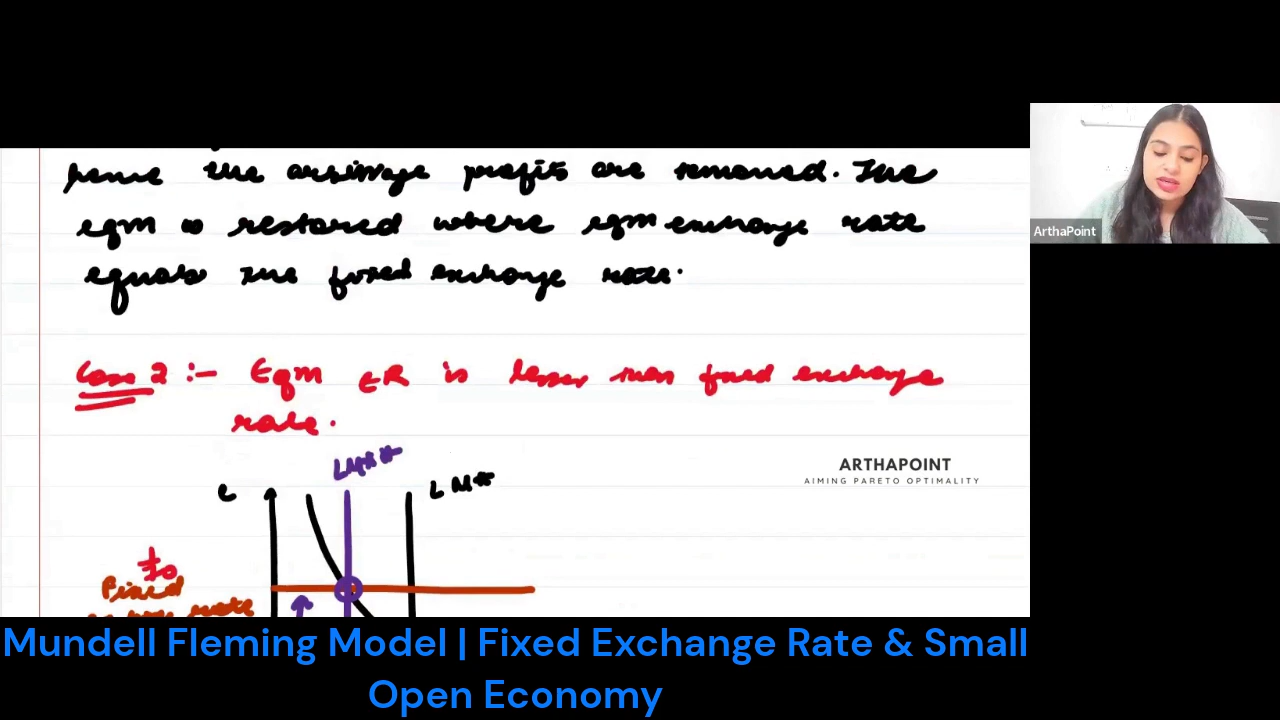 hence the arbitrage profits are removed. The
eqm is restored where eqm exchange rate
equals the fixed exchange rate.
Case 2 :- Eqm ER is lesser than fixed exchange
rate.
LM**
e
LM*
ARTHAPOINT
AIMING PARETO OPTIMALITY
Fixed
rate
ArthaPoint
Mundell Fleming Model | Fixed Exchange Rate & Small
Open Economy